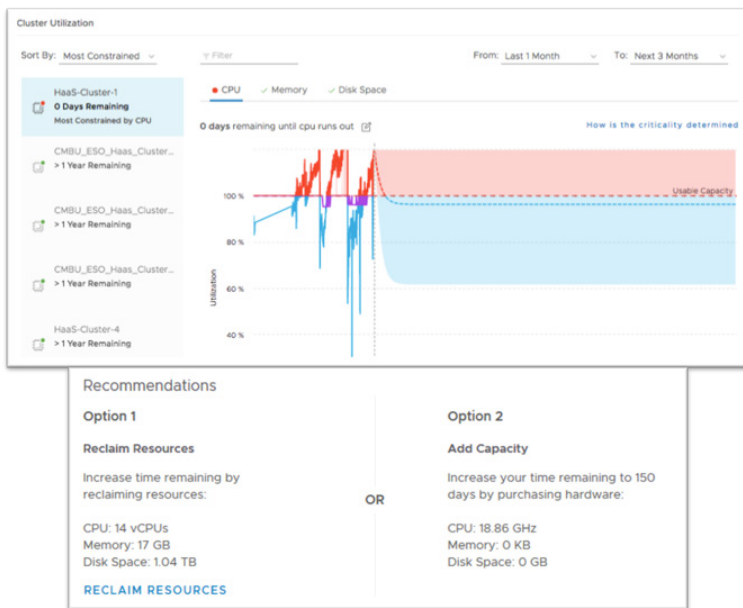 Cluster Utilization
Sort By: Most Constrained
Filter
From: Last 1 Month
To: Next 3 Months
HaaS-Cluster-1
0 Days Remaining
Most Constrained by CPU
CMBU_ESO_Haas_Cluster...
> 1 Year Remaining
CMBU_ESO_Haas_Cluster...
> 1 Year Remaining
CMBU_ESO_Haas_Cluster...
> 1 Year Remaining
HaaS-Cluster-4
> 1 Year Remaining
CPU
Memory
Disk Space
0 days remaining until cpu runs out
How is the criticality determined
Usable Capacity
100 %
80 %
60 %
40 %
Utilization
Recommendations
Option 1
Reclaim Resources
Increase time remaining by
reclaiming resources:
CPU: 14 vCPUs
Memory: 17 GB
Disk Space: 1.04 TB
RECLAIM RESOURCES
OR
Option 2
Add Capacity
Increase your time remaining to 150
days by purchasing hardware:
CPU: 18.86 GHz
Memory: 0 KB
Disk Space: 0 GB